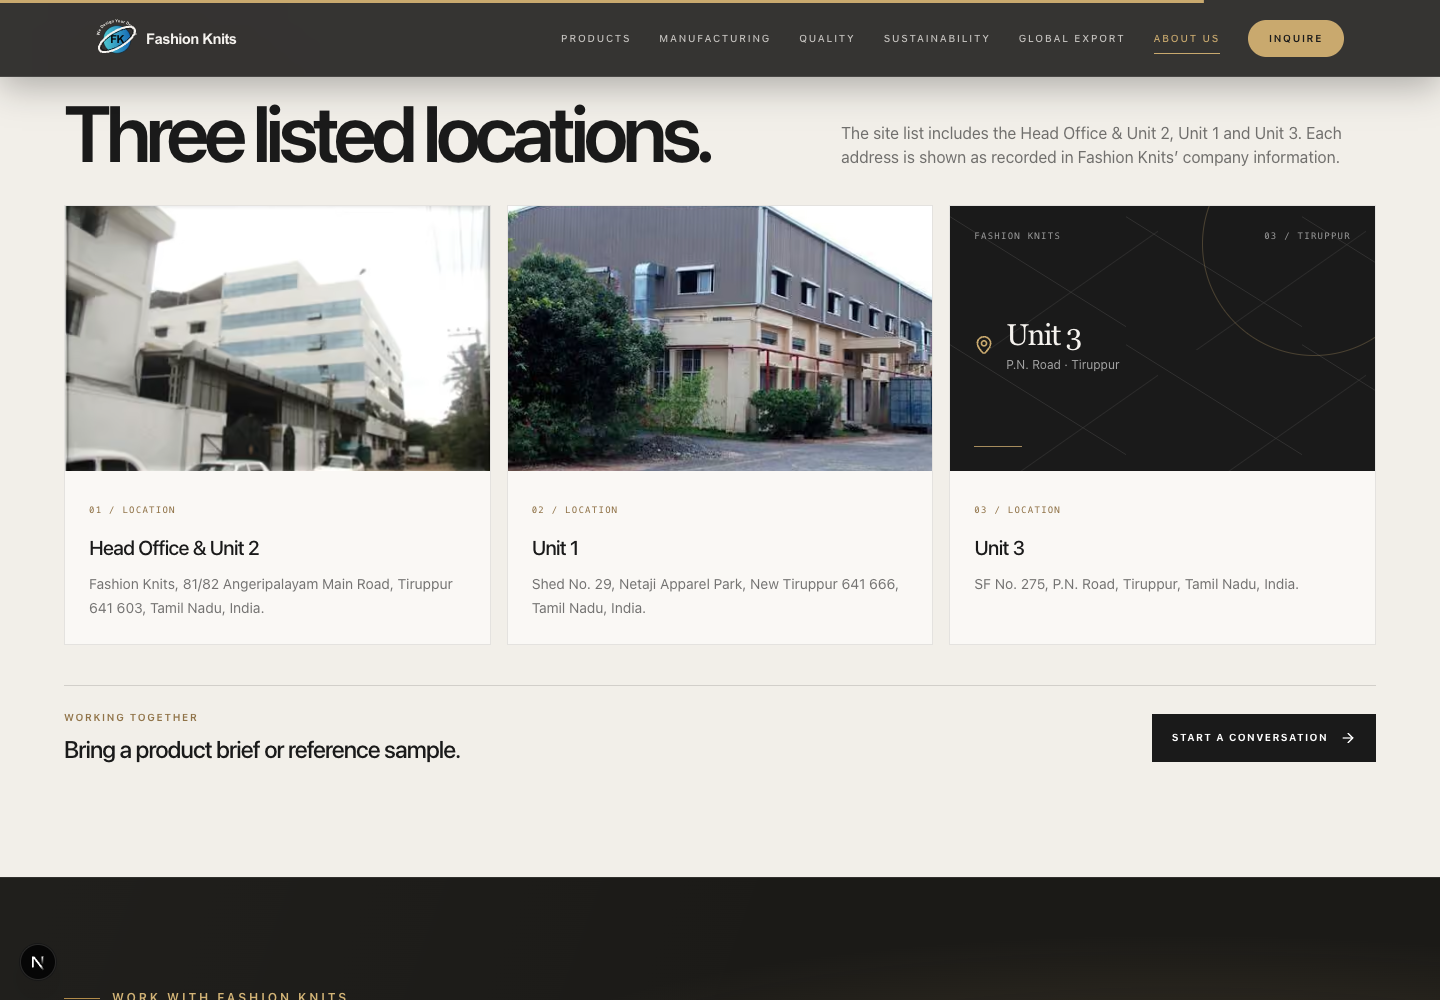 We Design Your Dreams
FK
Fashion Knits
PRODUCTS
MANUFACTURING
QUALITY
SUSTAINABILITY
GLOBAL EXPORT
ABOUT US
INQUIRE
Three listed locations.
The site list includes the Head Office & Unit 2, Unit 1 and Unit 3. Each
address is shown as recorded in Fashion Knits’ company information.
FASHION KNITS
03 / TIRUPPUR
Unit 3
P.N. Road · Tiruppur
01 / LOCATION
Head Office & Unit 2
Fashion Knits, 81/82 Angeripalayam Main Road, Tiruppur
641 603, Tamil Nadu, India.
02 / LOCATION
Unit 1
Shed No. 29, Netaji Apparel Park, New Tiruppur 641 666,
Tamil Nadu, India.
03 / LOCATION
Unit 3
SF No. 275, P.N. Road, Tiruppur, Tamil Nadu, India.
WORKING TOGETHER
Bring a product brief or reference sample.
START A CONVERSATION
N
WORK WITH FASHION KNITS